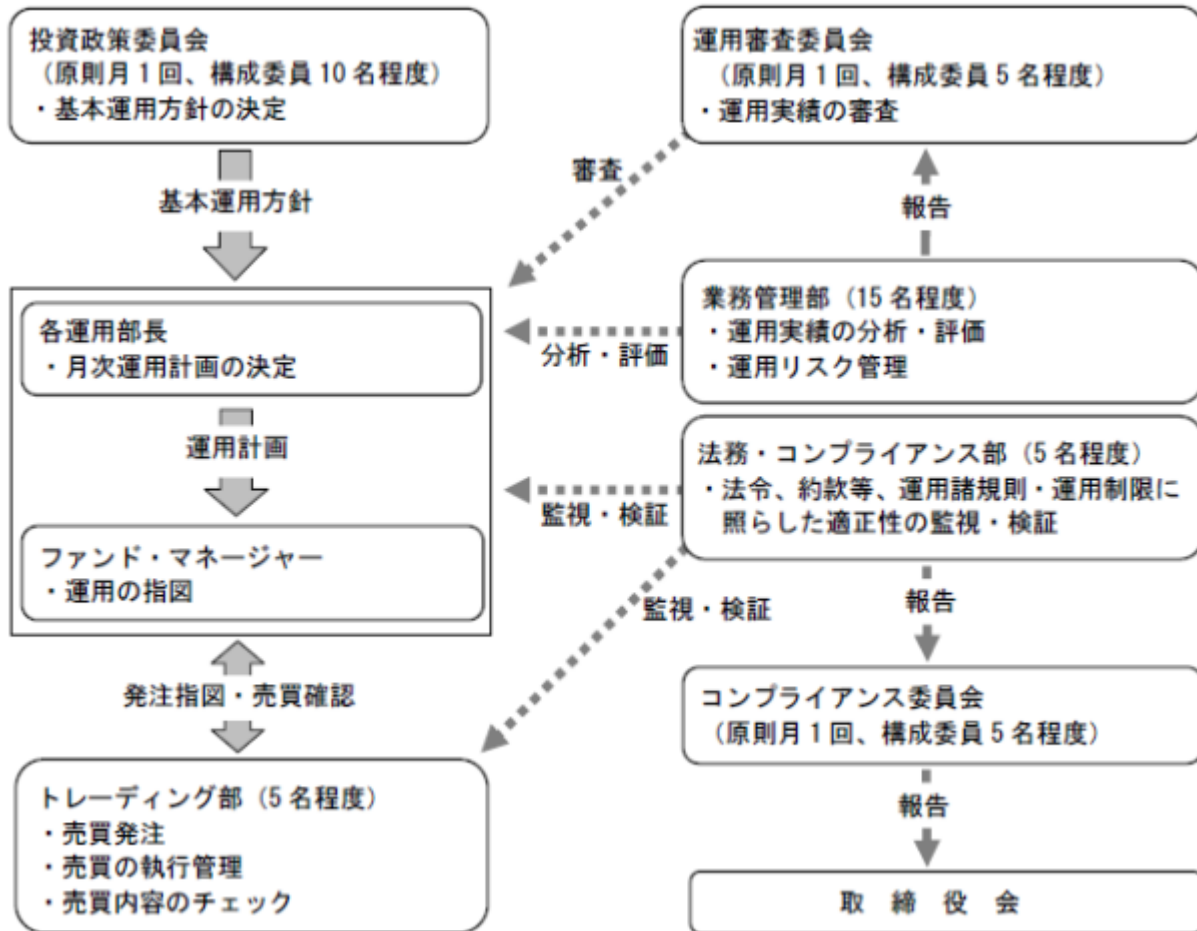 投資政策委員会
（原則月1回、構成委員10名程度）
・基本運用方針の決定
基本運用方針
各運用部長
・月次運用計画の決定
運用計画
ファンド・マネージャー
・運用の指図
発注指図・売買確認
トレーディング部（5名程度）
・売買発注
・売買の執行管理
・売買内容のチェック
運用審査委員会
（原則月1回、構成委員5名程度）
・運用実績の審査
審査
報告
業務管理部（15名程度）
・運用実績の分析・評価
・運用リスク管理
分析・評価
法務・コンプライアンス部（5名程度）
・法令、約款等、運用諸規則・運用制限に
照らした適正性の監視・検証
監視・検証
監視・検証
報告
コンプライアンス委員会
（原則月1回、構成委員5名程度）
報告
取 締 役 会